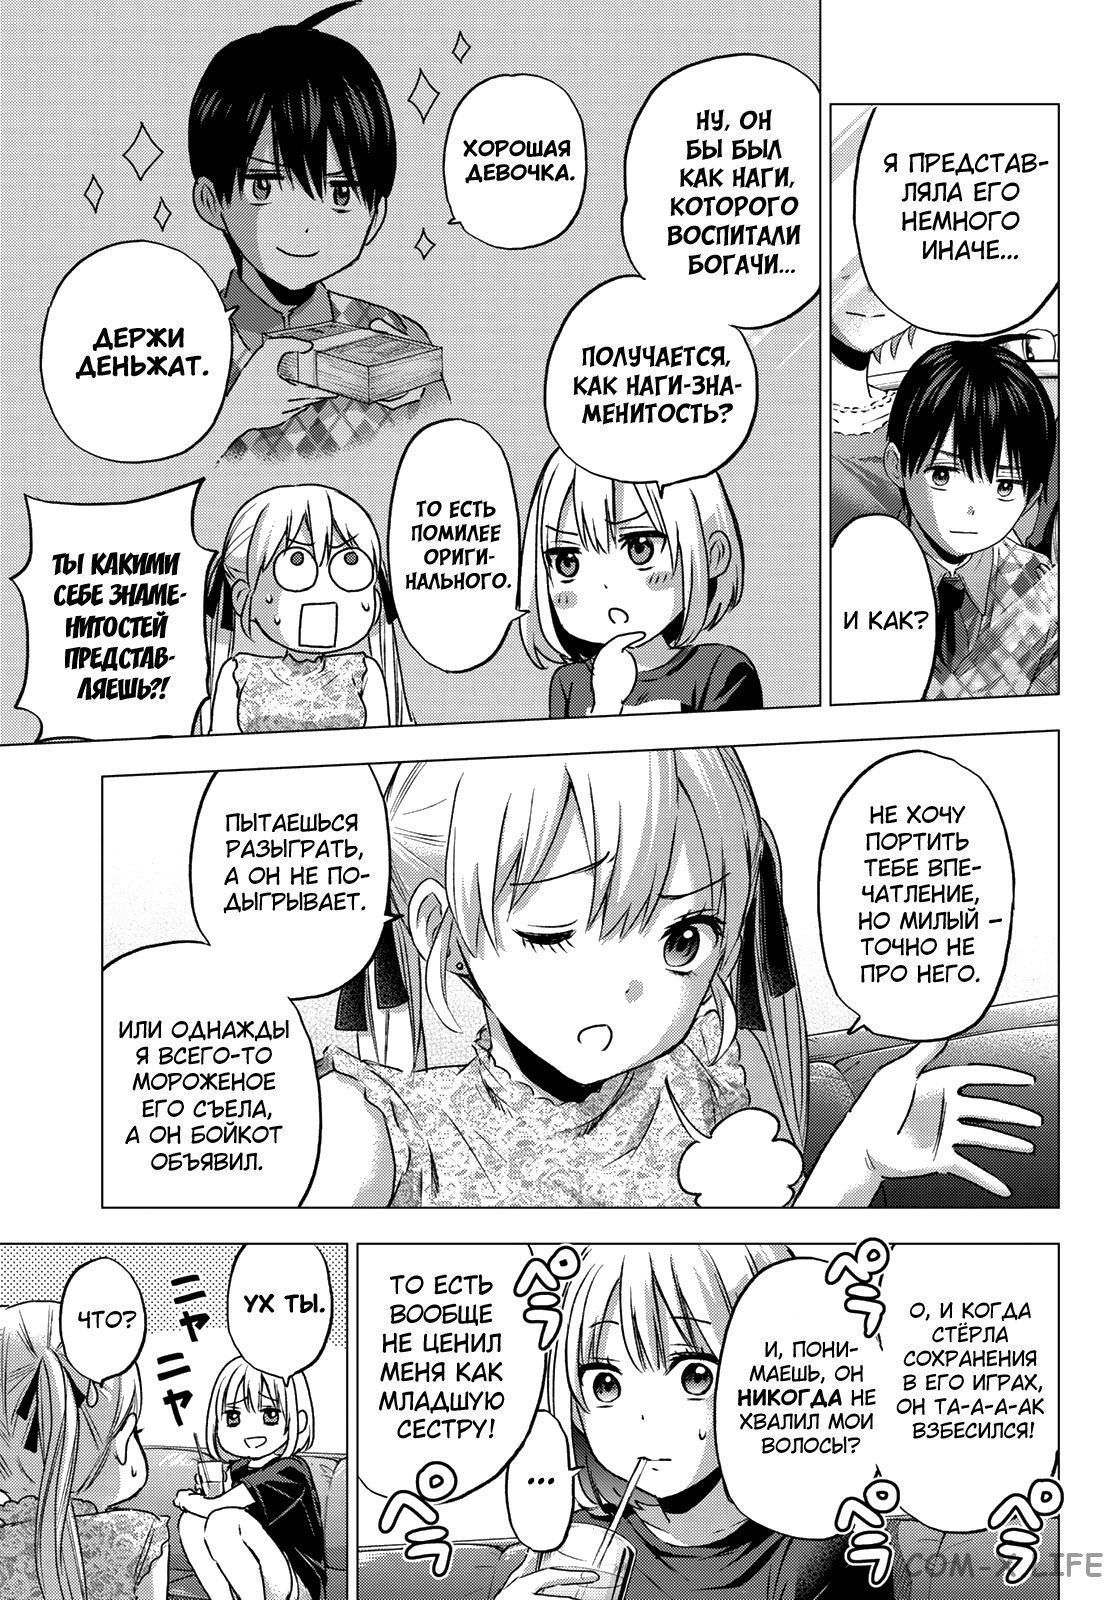 Я ПРЕДСТАВ-
ЛЯЛА ЕГО
НЕМНОГО
ИНАЧЕ...
И КАК?
НУ, ОН
БЫ БЫЛ
КАК НАГИ,
КОТОРОГО
ВОСПИТАЛИ
БОГАЧИ...
ПОЛУЧАЕТСЯ,
КАК НАГИ-ЗНА-
МЕНИТОСТЬ?
ХОРОШАЯ
ДЕВОЧКА.
ДЕРЖИ
ДЕНЬЖАТ.
ТО ЕСТЬ
ПОМИЛЕЕ
ОРИГИ-
НАЛЬНОГО.
ТЫ КАКИМИ
СЕБЕ ЗНАМЕ-
НИТОСТЕЙ
ПРЕДСТАВ-
ЛЯЕШЬ?!
НЕ ХОЧУ
ПОРТИТЬ
ТЕБЕ ВПЕ-
ЧАТЛЕНИЕ,
НО МИЛЫЙ –
ТОЧНО НЕ
ПРО НЕГО.
ПЫТАЕШЬСЯ
РАЗЫГРАТЬ,
А ОН НЕ ПО-
ДЫГРЫВАЕТ.
ИЛИ ОДНАЖДЫ
Я ВСЕГО-ТО
МОРОЖЕНОЕ
ЕГО СЪЕЛА,
А ОН БОЙКОТ
ОБЪЯВИЛ.
О, И КОГДА
СТЁРЛА
СОХРАНЕНИЯ
В ЕГО ИГРАХ,
ОН ТА-А-А-АК
ВЗБЕСИЛСЯ!
ペラ
ペラ
И, ПОНИ-
МАЕШЬ, ОН
НИКОГДА НЕ
ХВАЛИЛ МОИ
ВОЛОСЫ?
ペラ
ペラ
ТО ЕСТЬ
ВООБЩЕ
НЕ ЦЕНИЛ
МЕНЯ КАК
МЛАДШУЮ
СЕСТРУ!
...
УХ ТЫ.
ニャ
ニャ
ЧТО?
COM-X.LIFE